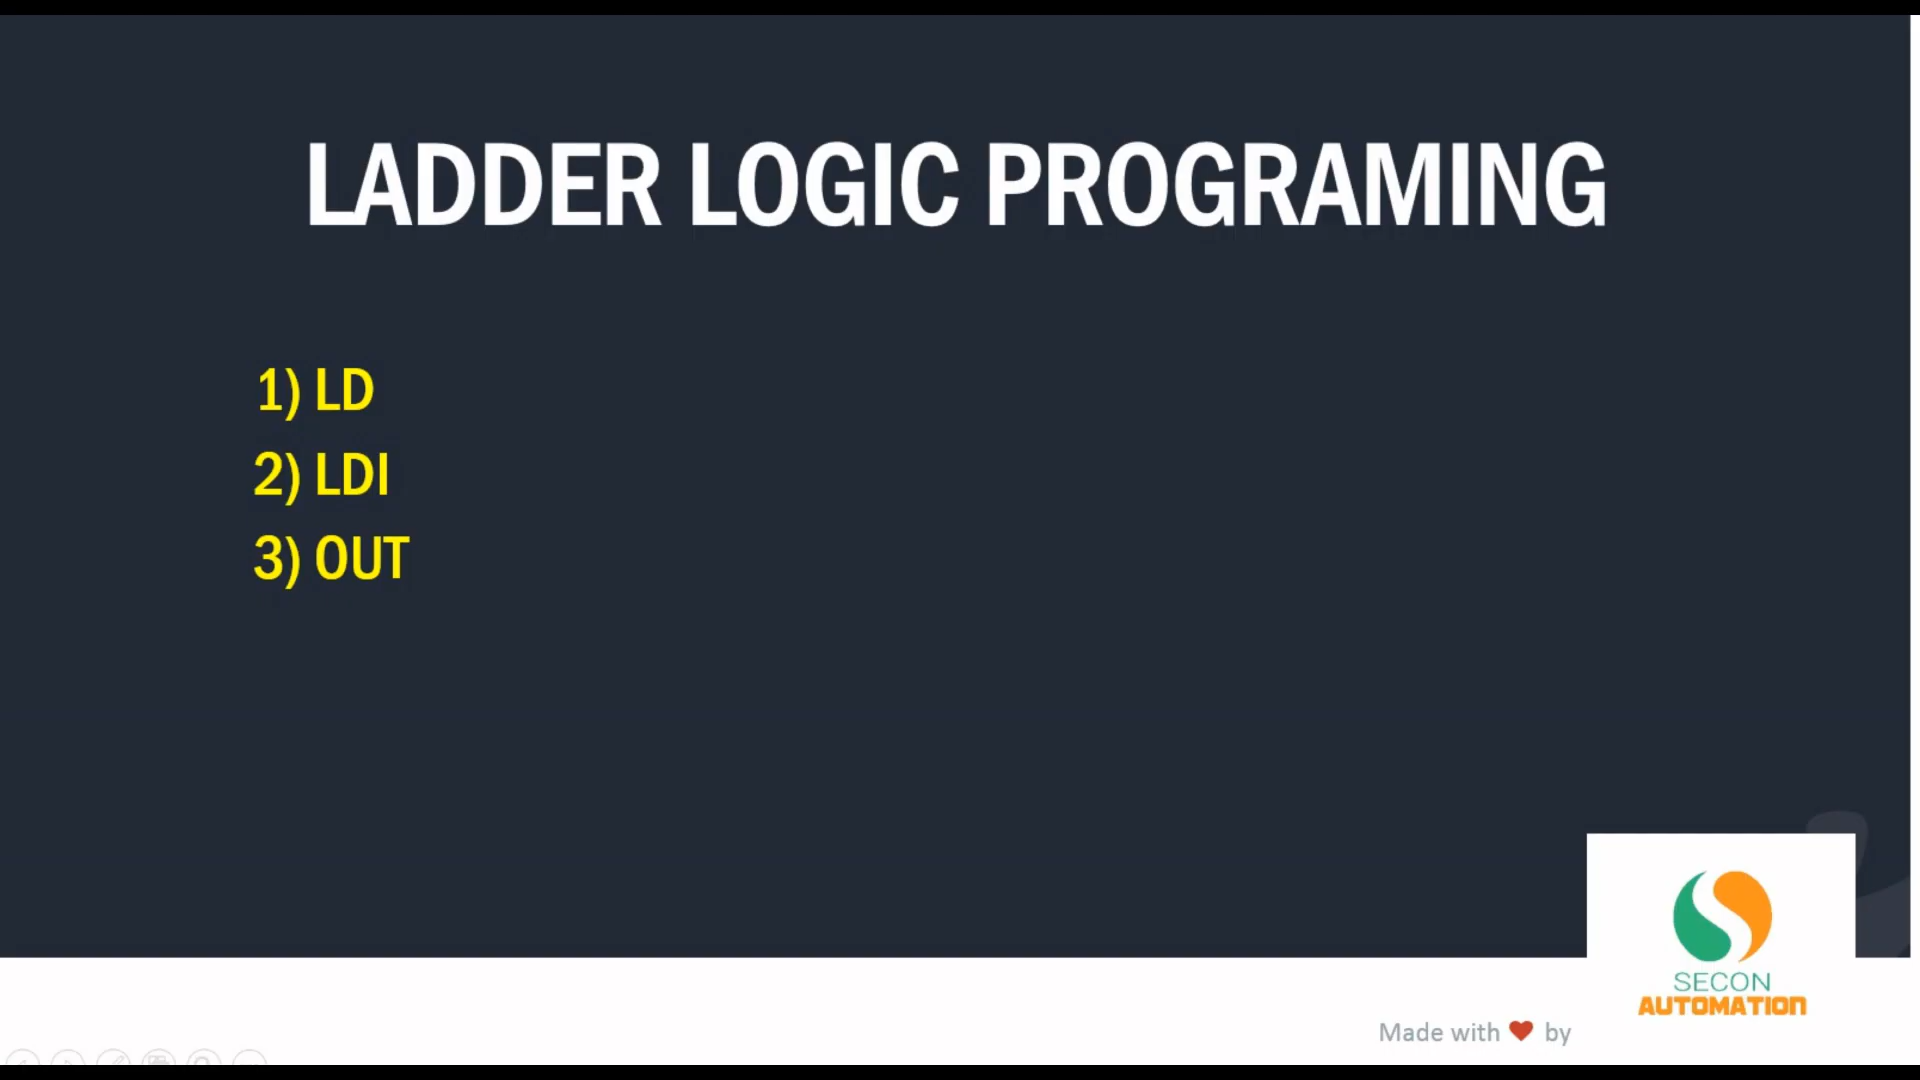 LADDER LOGIC PROGRAMING
1) LD
2) LDI
3) OUT
SECON
AUTOMATION
Made with ❤ by